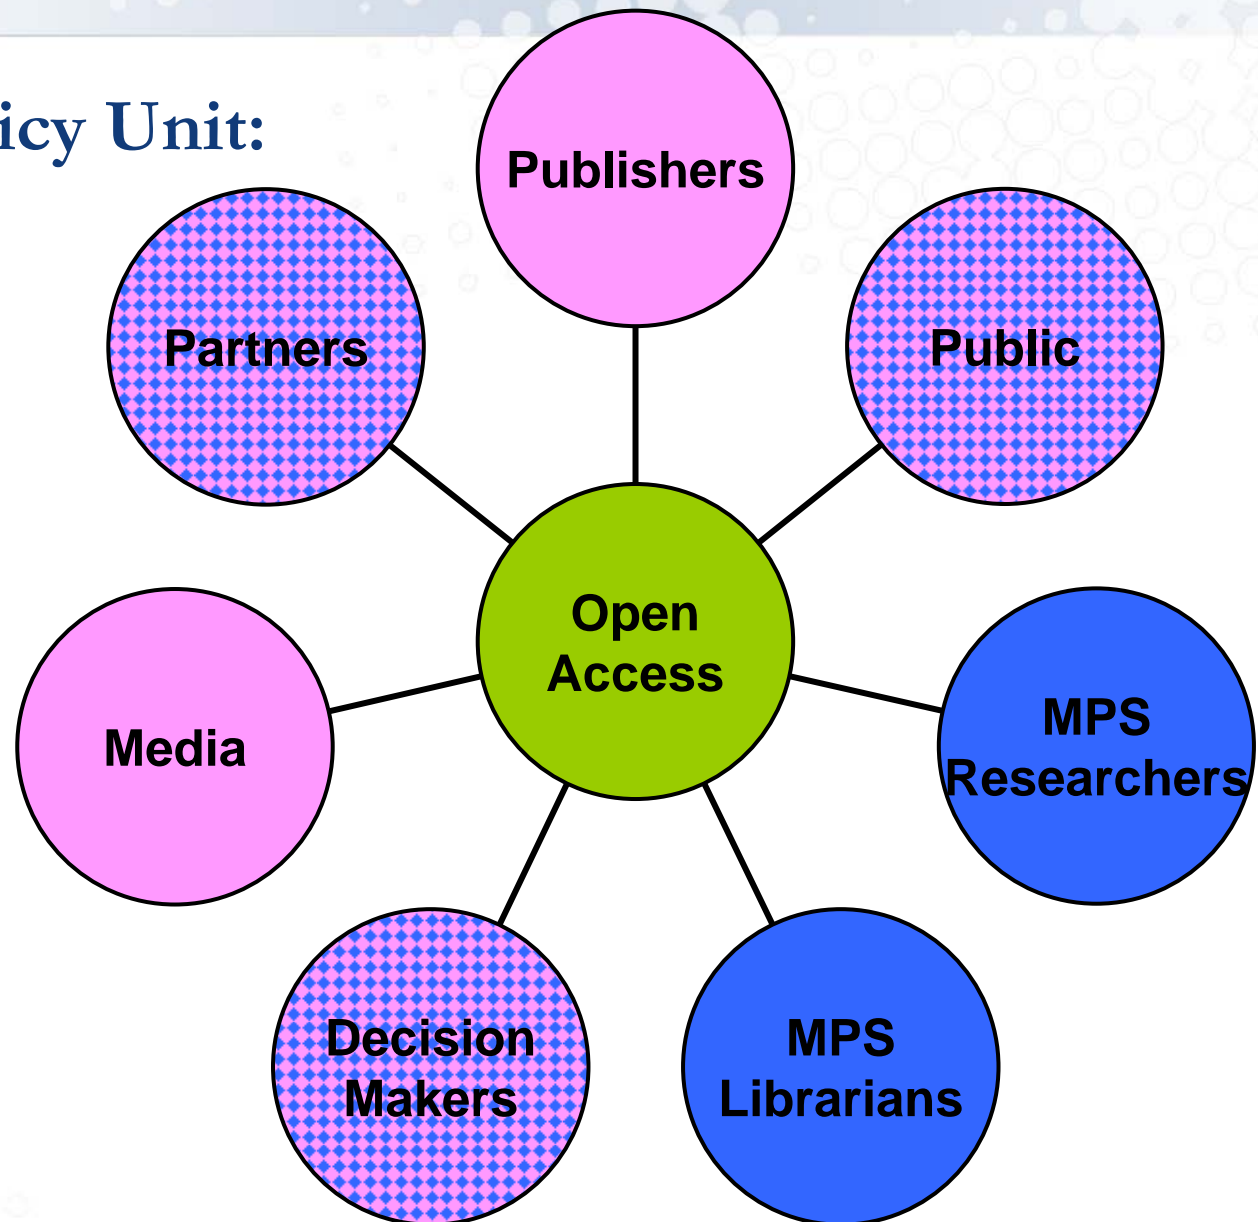 icy Unit:
Publishers
Partners
Public
Open
Access
Media
MPS
Researchers
Decision
Makers
MPS
Librarians